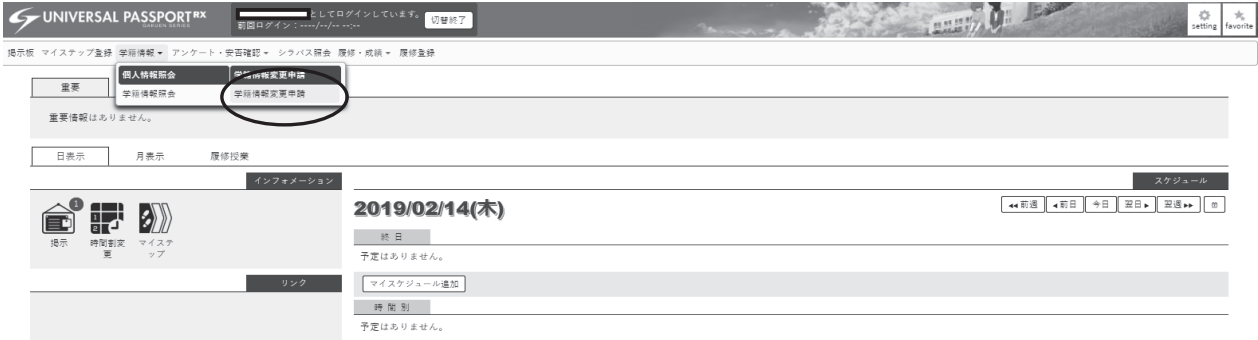 UNIVERSAL PASSPORT RX
GAKUEN SERIES
としてログインしています。
前回ログイン：----/--/-- --:--
切替終了
setting
favorite
掲示板 マイステップ登録 学籍情報▼ アンケート・安否確認▼ シラバス照会 履修・成績▼ 履修登録
個人情報照会
学籍情報変更申請
学籍情報照会
学籍情報変更申請
重要
重要情報はありません。
日表示 月表示 履修授業
インフォメーション
スケジュール
1
掲示
時間割変更
マイステップ
2019/02/14(木)
◀◀前週 ◀前日 今日 翌日▶ 翌週▶▶
終日
予定はありません。
リンク
マイスケジュール追加
時間別
予定はありません。